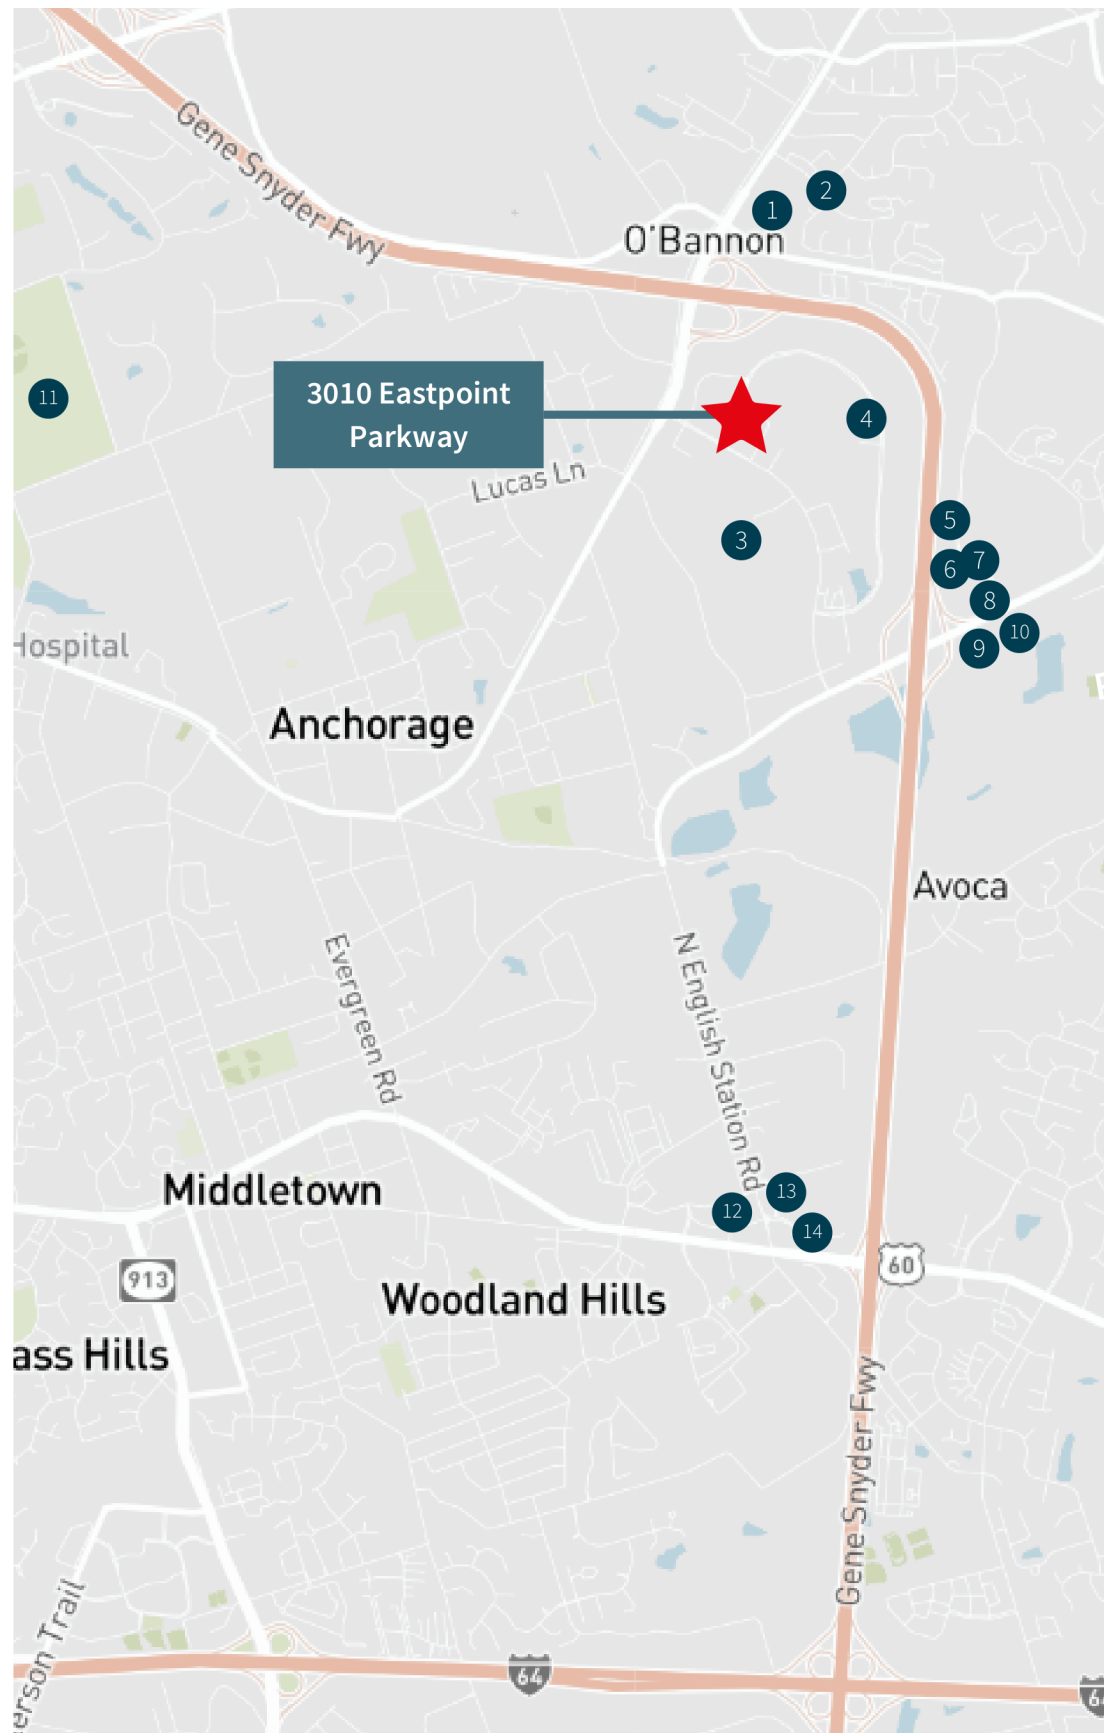 Gene Snyder Fwy
2
1
O'Bannon
11
3010 Eastpoint
Parkway
4
Lucas Ln
5
3
7
6
8
10
9
Hospital
Anchorage
Avoca
Evergreen Rd
N English Station Rd
Middletown
13
12
14
60
913
Woodland Hills
ass Hills
Gene Snyder Fwy
erson Trail
64